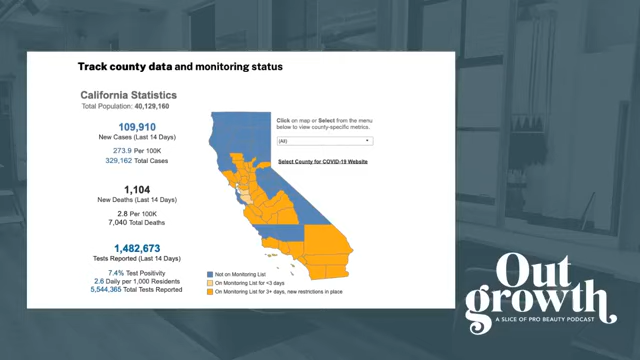 Track county data and monitoring status
California Statistics
Total Population: 40,129,160
109,910
New Cases (Last 14 Days)
273.9 Per 100K
329,162 Total Cases
1,104
New Deaths (Last 14 Day)
2.8 Per 100K
7,040 Total Deaths
1,482,673
Tests Reported (Last 14 Days)
7.4% Test Positivity
2.6 Daily per 1,000 Residents
5,544,365 Total Tests Reported
Click on map or Select from the menu
below to view county-specific metrics.
(All)
Select County for COVID-19 Website
Not on Monitoring List
On Monitoring List for <3 days
On Monitoring List for 3+ days, new restrictions in place
Out
growth
A SLICE OF PRO BEAUTY PODCAST